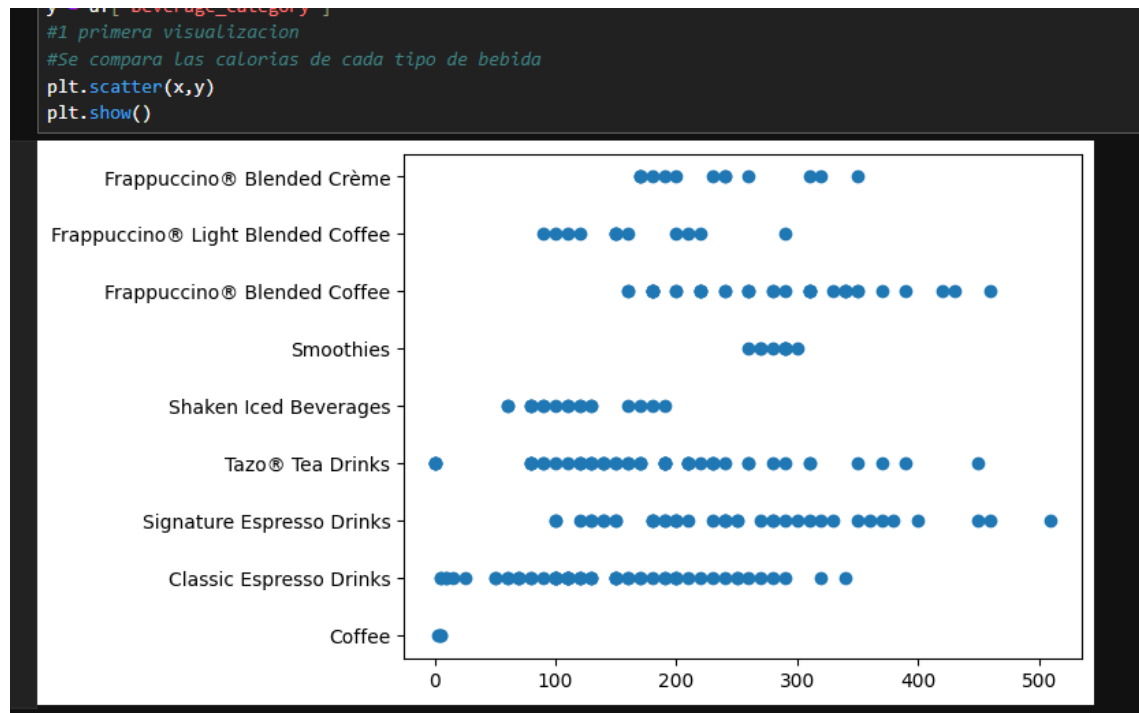 y = df['beverage_category']
#1 primera visualizacion
#Se compara las calorias de cada tipo de bebida
plt.scatter(x,y)
plt.show()
Frappuccino® Blended Crème
Frappuccino® Light Blended Coffee
Frappuccino® Blended Coffee
Smoothies
Shaken Iced Beverages
Tazo® Tea Drinks
Signature Espresso Drinks
Classic Espresso Drinks
Coffee
0 100 200 300 400 500